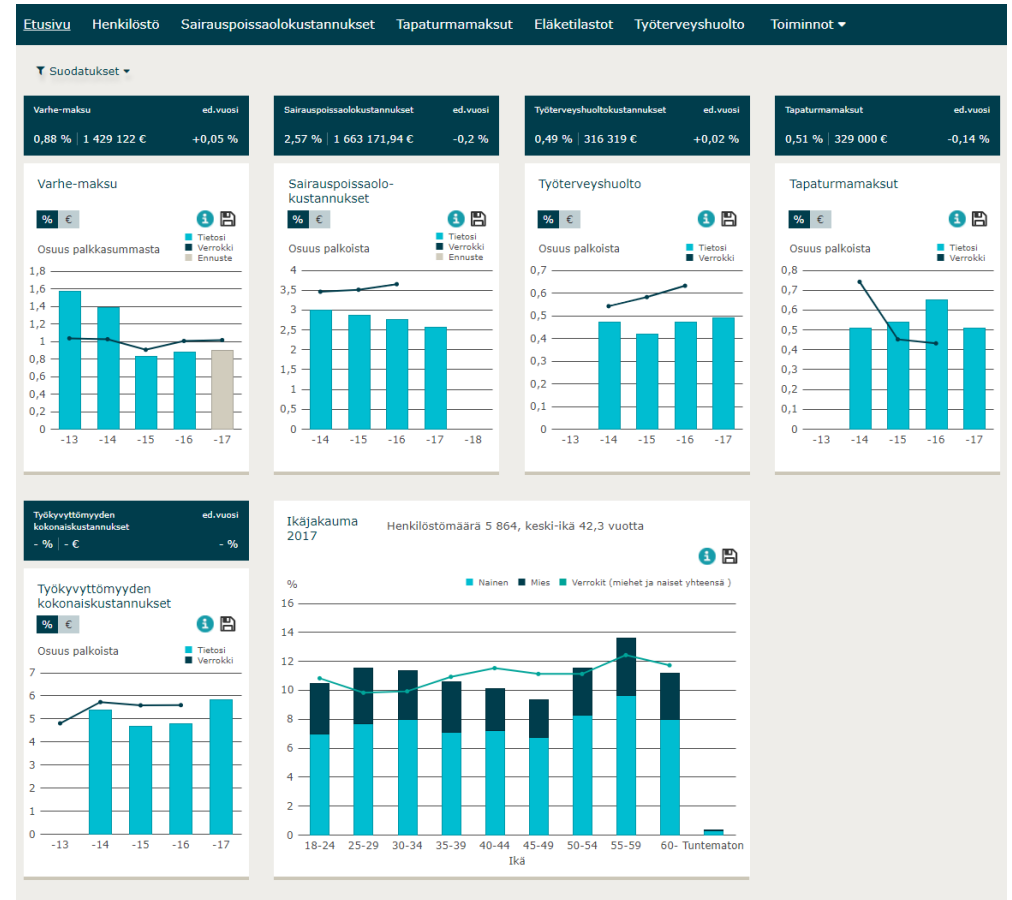 Etusivu Henkilöstö Sairauspoissaolokustannukset Tapaturmamaksut Eläketilastot Työterveyshuolto Toiminnot
Suodatukset
Varhe-maksu ed.vuosi
0,88 % 1 429 122 € +0,05 %
Varhe-maksu
% €
Osuus palkkasummasta
Tietosi
Verrokki
Ennuste
1,8
1,6
1,4
1,2
1
0,8
0,6
0,4
0,2
0
-13 -14 -15 -16 -17
Sairauspoissaolokustannukset ed.vuosi
2,57 % 1 663 171,94 € -0,2 %
Sairauspoissaolo-
kustannukset
% €
Osuus palkoista
Tietosi
Verrokki
Ennuste
4
3,5
3
2,5
2
1,5
1
0,5
0
-14 -15 -16 -17 -18
Työterveyshuoltokustannukset ed.vuosi
0,49 % 316 319 € +0,02 %
Työterveyshuolto
% €
Osuus palkoista
Tietosi
Verrokki
0,7
0,6
0,5
0,4
0,3
0,2
0,1
0
-13 -14 -15 -16 -17
Tapaturmamaksut ed.vuosi
0,51 % 329 000 € -0,14 %
Tapaturmamaksut
% €
Osuus palkoista
Tietosi
Verrokki
0,8
0,7
0,6
0,5
0,4
0,3
0,2
0,1
0
-13 -14 -15 -16 -17
Työkyvyttömyyden ed.vuosi
kokonaiskustannukset
- % - € - %
Työkyvyttömyyden
kokonaiskustannukset
% €
Osuus palkoista
Tietosi
Verrokki
7
6
5
4
3
2
1
0
-13 -14 -15 -16 -17
Ikäjakauma
2017
Henkilöstömäärä 5 864, keski-ikä 42,3 vuotta
% Nainen Mies Verrokit (miehet ja naiset yhteensä )
16
14
12
10
8
6
4
2
0
18-24 25-29 30-34 35-39 40-44 45-49 50-54 55-59 60- Tuntematon
Ikä